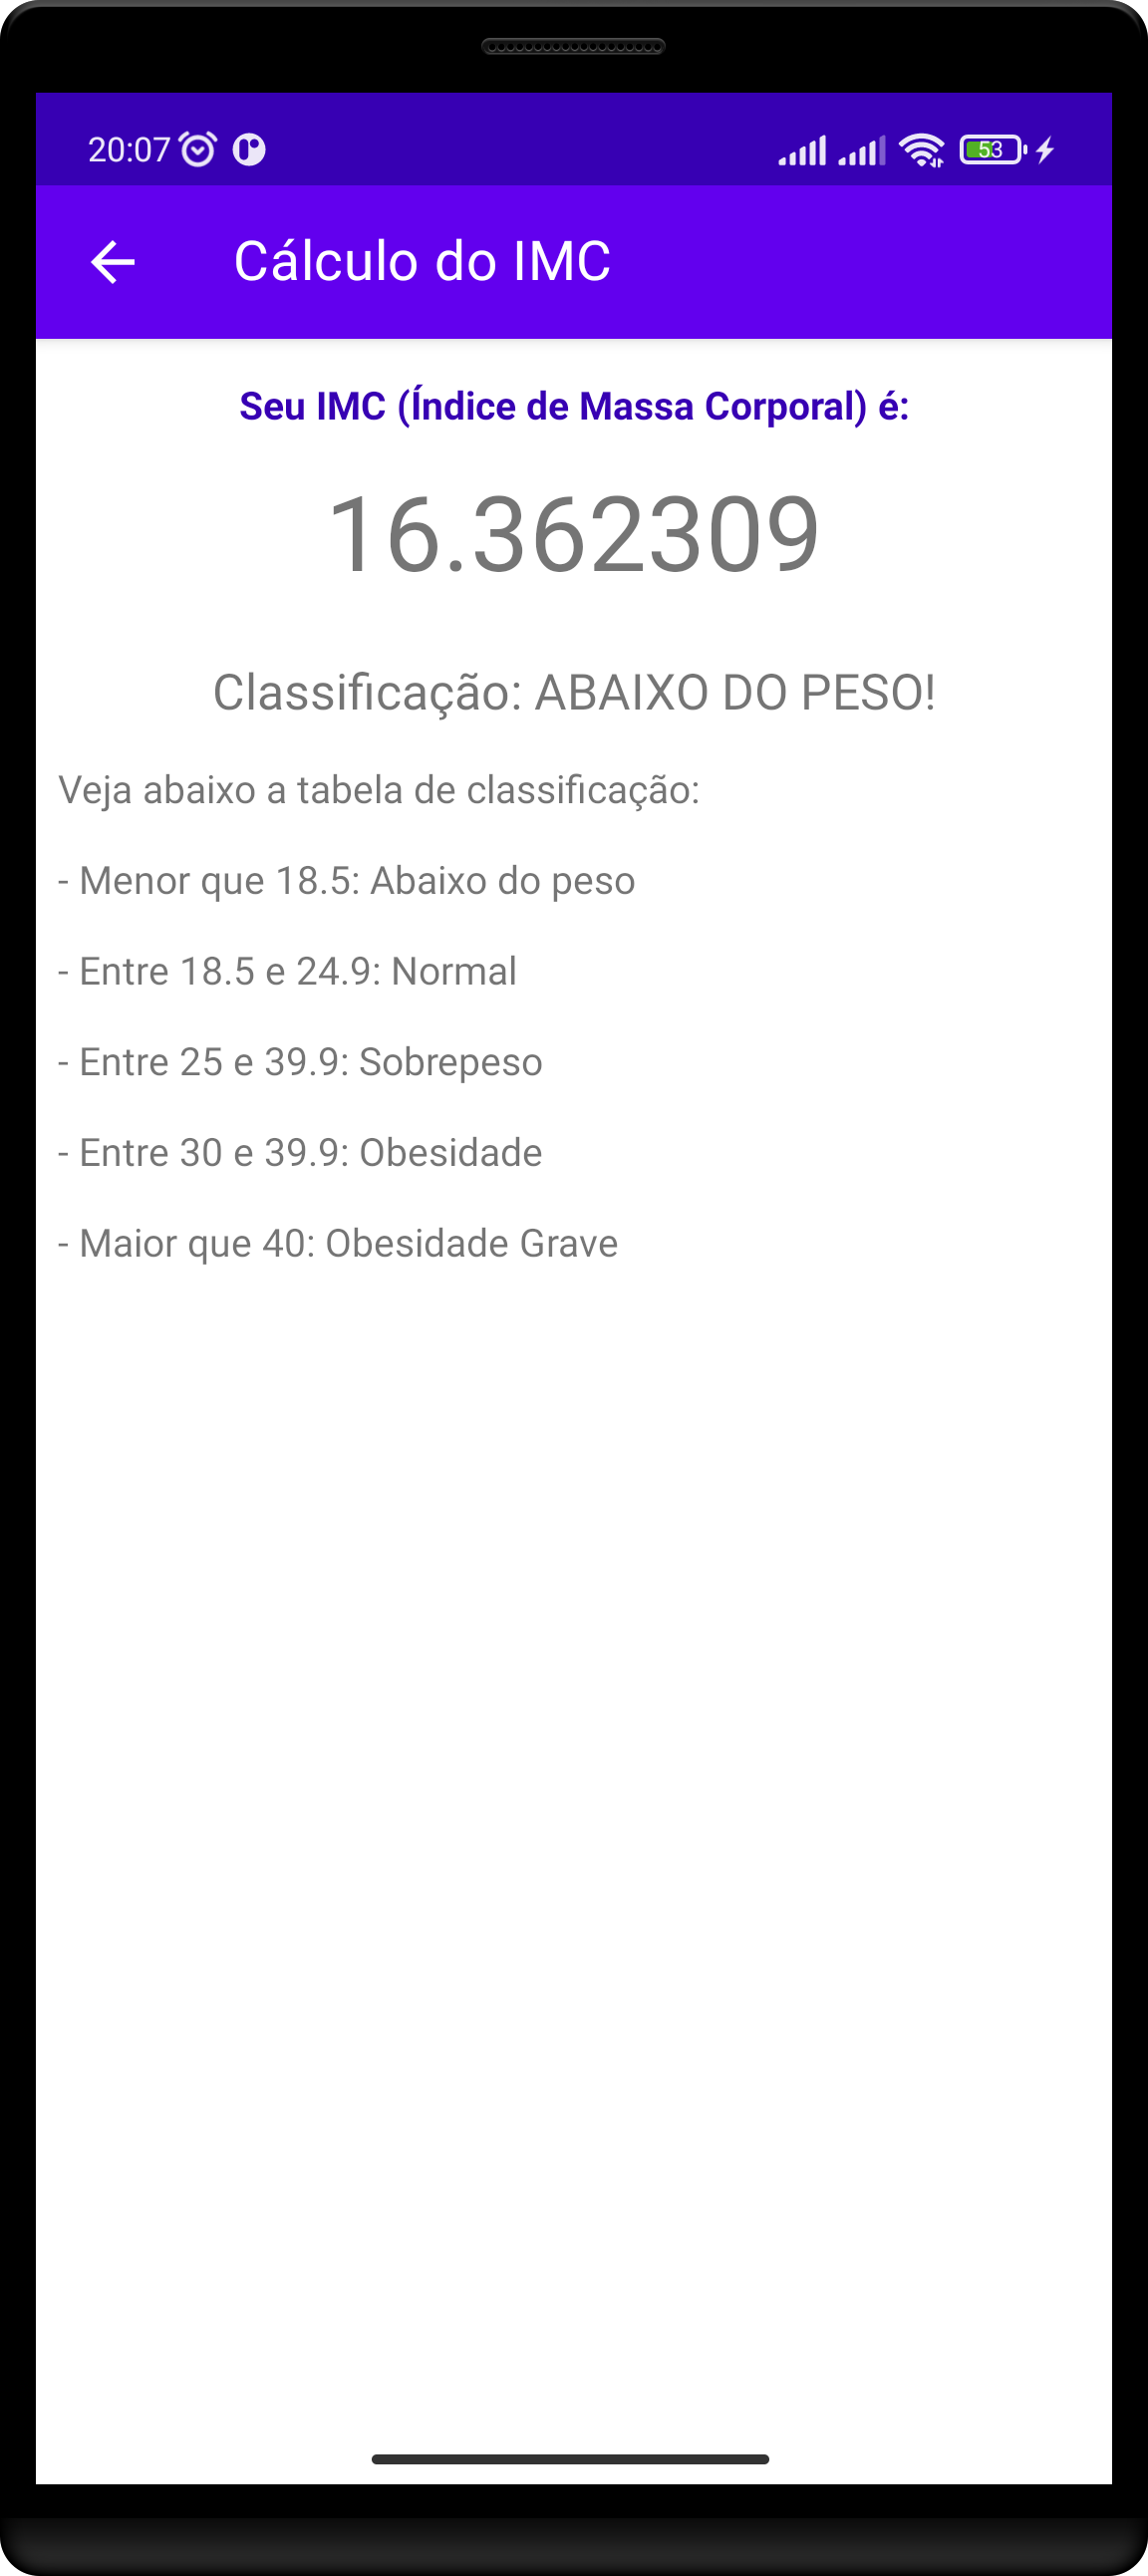 20:07
53
Cálculo do IMC
Seu IMC (Índice de Massa Corporal) é:
16.362309
Classificação: ABAIXO DO PESO!
Veja abaixo a tabela de classificação:
- Menor que 18.5: Abaixo do peso
- Entre 18.5 e 24.9: Normal
- Entre 25 e 39.9: Sobrepeso
- Entre 30 e 39.9: Obesidade
- Maior que 40: Obesidade Grave